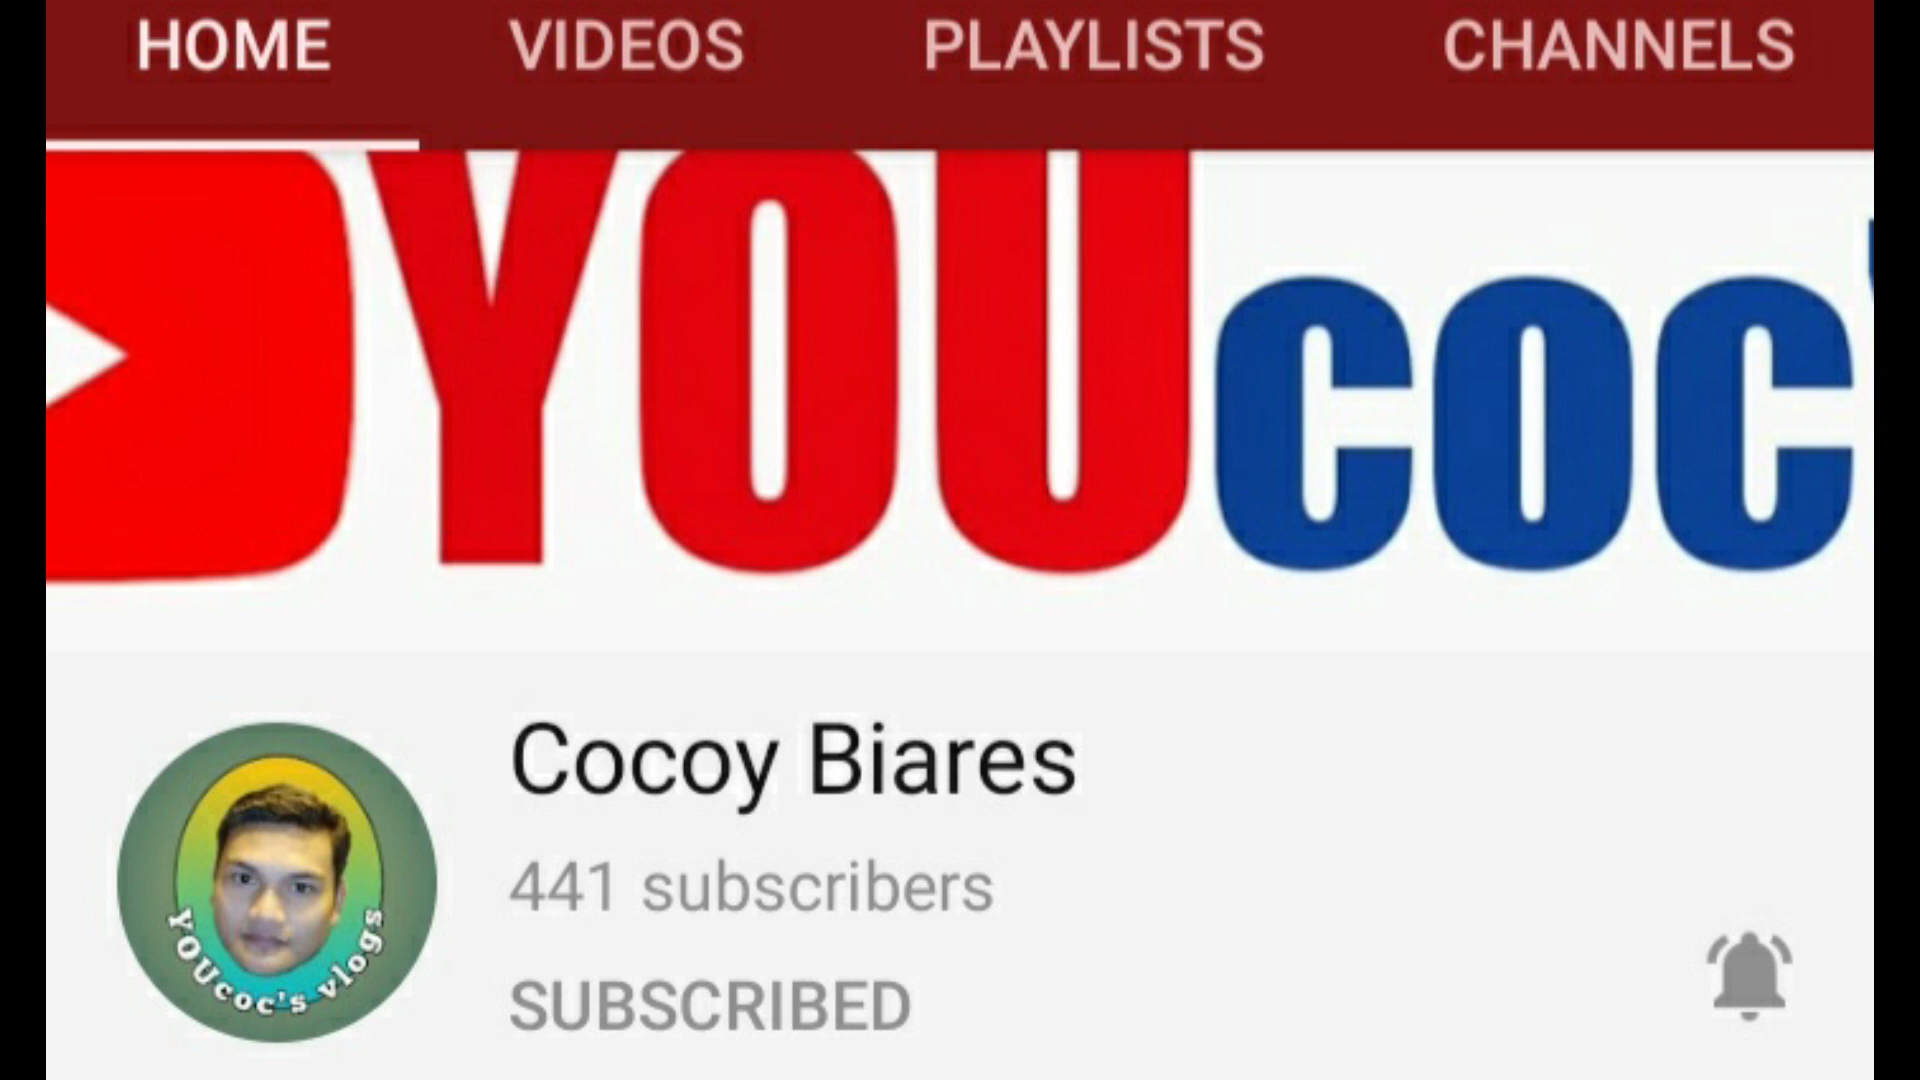 HOME VIDEOS PLAYLISTS CHANNELS
YOUcoc'
Cocoy Biares
441 subscribers
YOUcoc's vlogs
SUBSCRIBED